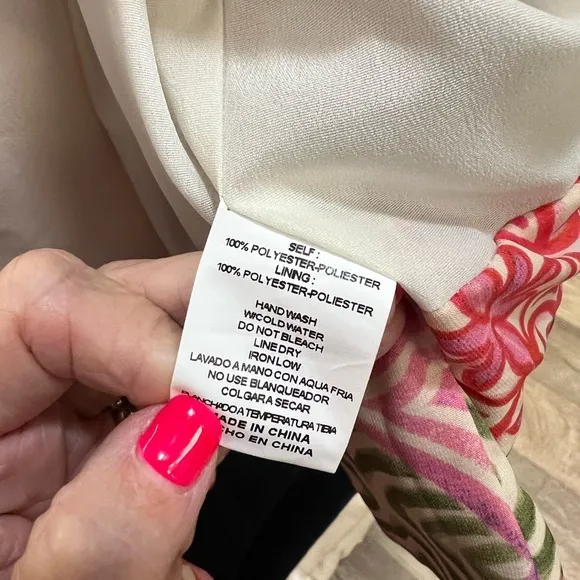 SELF :
100% POLYESTER-POLIESTER
LINING :
100% POLYESTER-POLIESTER
HAND WASH
W/COLD WATER
DO NOT BLEACH
LINE DRY
IRON LOW
LAVADO A MANO CON AQUA FRIA
NO USE BLANQUEADOR
COLGAR A SECAR
PLANCHADO A TEMPERATURA TIBIA
MADE IN CHINA
CHO EN CHINA